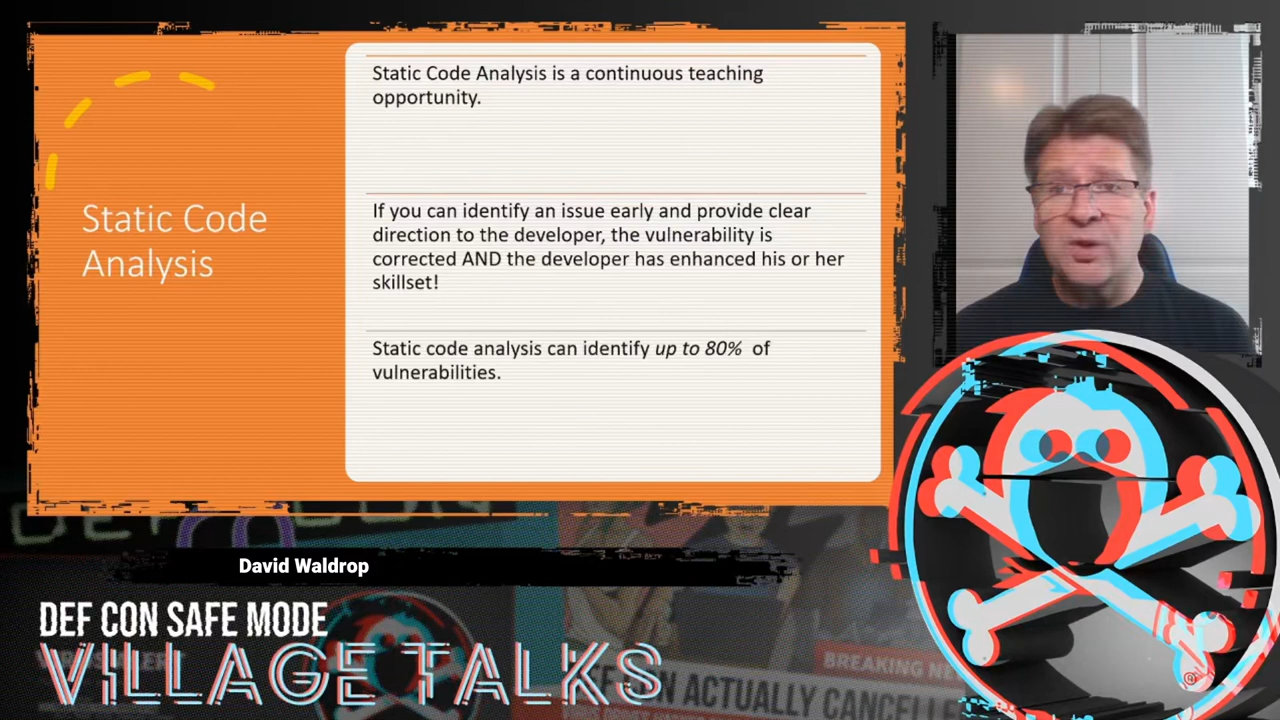 Static Code
Analysis
Static Code Analysis is a continuous teaching
opportunity.
If you can identify an issue early and provide clear
direction to the developer, the vulnerability is
corrected AND the developer has enhanced his or her
skillset!
Static code analysis can identify up to 80% of
vulnerabilities.
David Waldrop
DEF CON SAFE MODE
VILLAGE TALKS
DEF CON
BREAKING
ACTUALLY